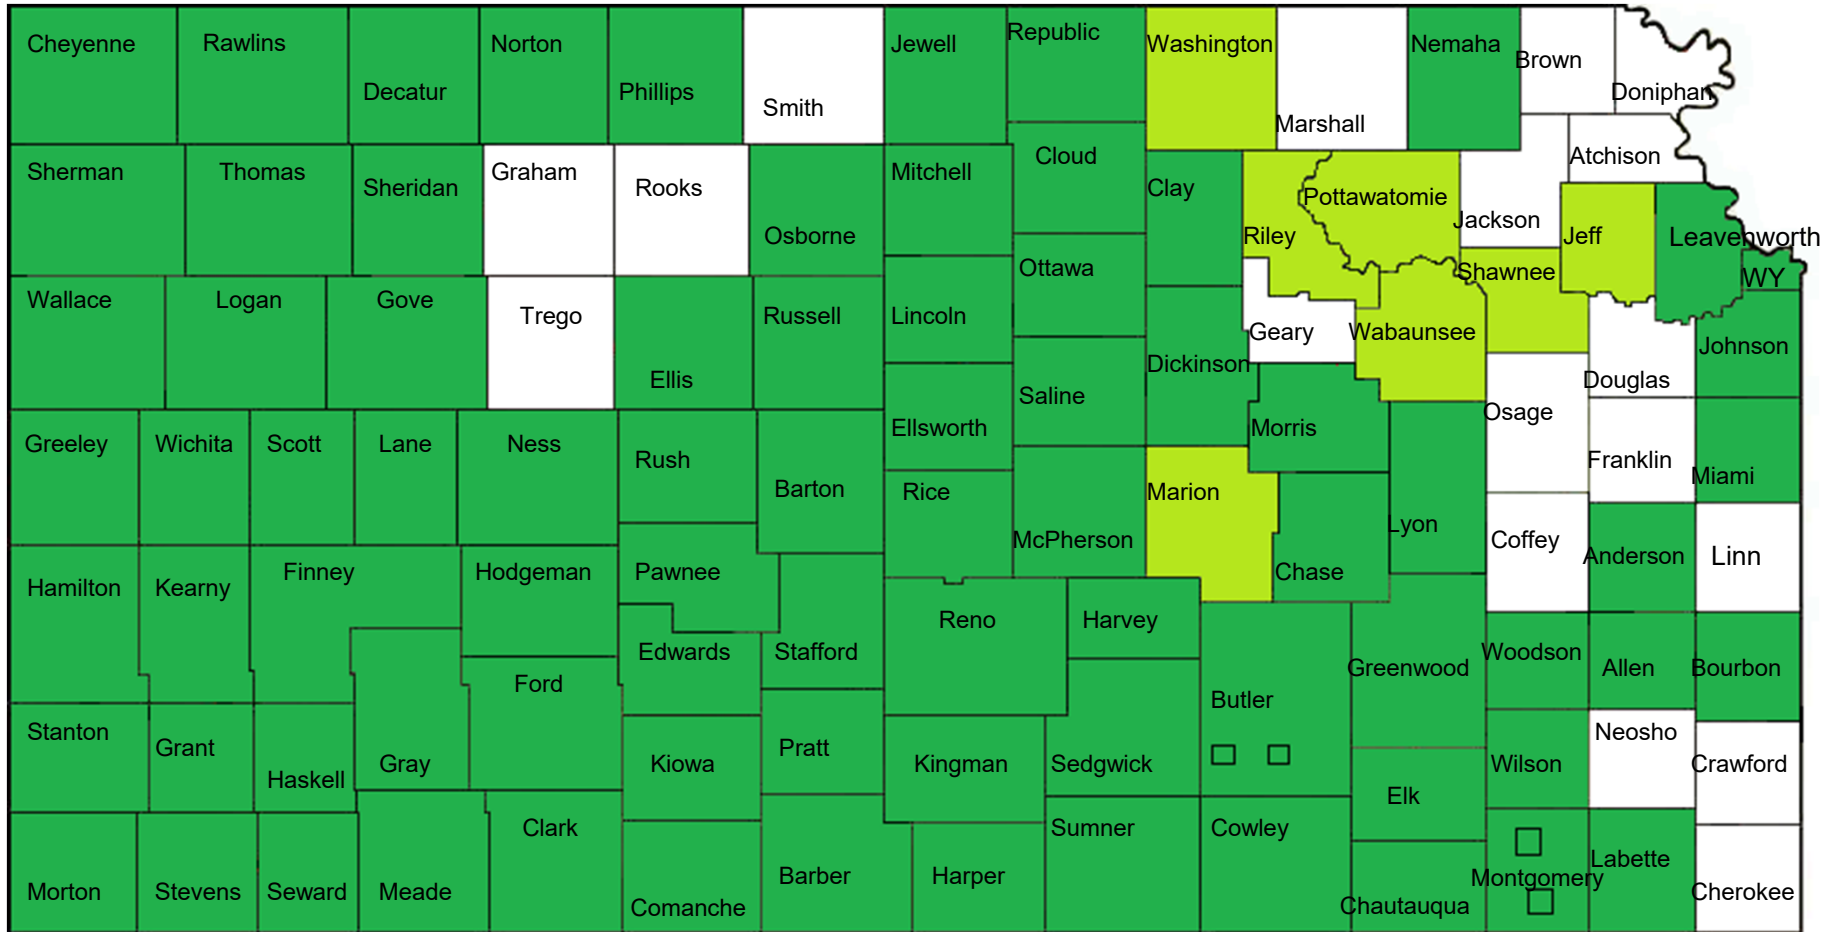 Cheyenne
Rawlins
Decatur
Norton
Phillips
Smith
Jewell
Republic
Washington
Marshall
Nemaha
Brown
Doniphan
Sherman
Thomas
Sheridan
Graham
Rooks
Osborne
Mitchell
Cloud
Clay
Riley
Pottawatomie
Jackson
Atchison
Jeff
Leavenworth
WY
Wallace
Logan
Gove
Trego
Ellis
Russell
Lincoln
Ottawa
Saline
Dickinson
Geary
Wabaunsee
Shawnee
Douglas
Johnson
Greeley
Wichita
Scott
Lane
Ness
Rush
Barton
Ellsworth
Rice
McPherson
Marion
Morris
Chase
Lyon
Osage
Franklin
Miami
Coffey
Anderson
Linn
Hamilton
Kearny
Finney
Hodgeman
Pawnee
Edwards
Stafford
Reno
Harvey
Butler
Greenwood
Woodson
Allen
Bourbon
Stanton
Grant
Haskell
Gray
Ford
Kiowa
Pratt
Kingman
Sedgwick
Elk
Wilson
Neosho
Crawford
Morton
Stevens
Seward
Meade
Clark
Comanche
Barber
Harper
Sumner
Cowley
Chautauqua
Montgomery
Labette
Cherokee